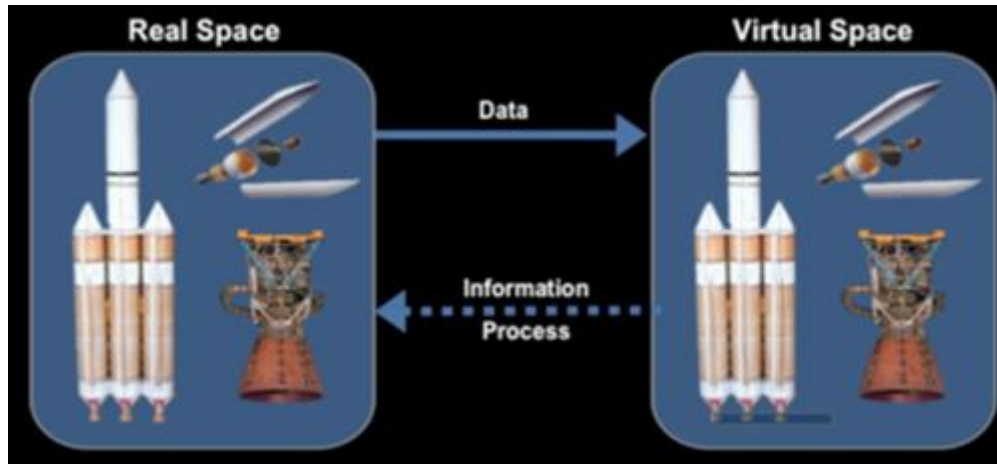 Real Space
Virtual Space
Data
Information
Process